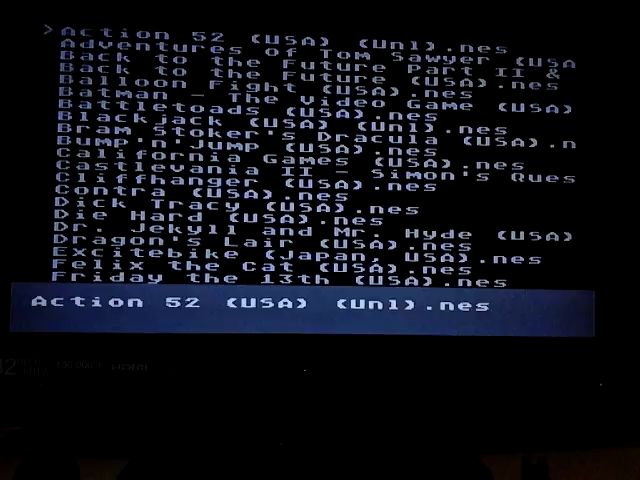 > Action 52 (USA) (Unl).nes
Adventures of Tom Sawyer (USA
Back to the Future Part II &
Back to the Future (USA).nes
Balloon Fight (USA).nes
Batman - The Video Game (USA)
Battletoads (USA).nes
Blackjack (USA) (Unl).nes
Bram Stoker's Dracula (USA).n
Bump'n'Jump (USA).nes
California Games (USA).nes
Castlevania II - Simon's Ques
Cliffhanger (USA).nes
Contra (USA).nes
Dick Tracy (USA).nes
Die Hard (USA).nes
Dr. Jekyll and Mr. Hyde (USA)
Dragon's Lair (USA).nes
Excitebike (Japan, USA).nes
Felix the Cat (USA).nes
Friday the 13th (USA).nes
Action 52 (USA) (Unl).nes